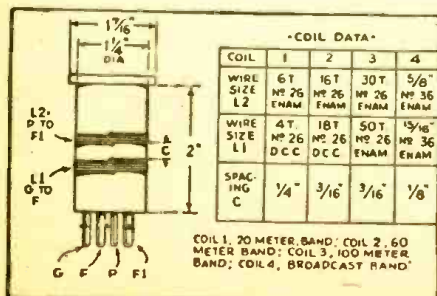 1 7/16"
1 1/4"
DIA
L2-
P TO
F1
C
2"
L1
G TO
F
G F P F1
-COIL DATA-
COIL 1 2 3 4
WIRE SIZE L2 6T Nº 26 ENAM 16T Nº 26 ENAM 30T Nº 26 ENAM 5/8" Nº 36 ENAM
WIRE SIZE L1 4T. Nº 26 DCC 18T Nº 26 DCC 50T Nº 26 ENAM 15/16" Nº 36 ENAM
SPAC-ING C 1/4" 3/16" 3/16" 1/8"
COIL 1, 20 METER, BAND; COIL 2, 60
METER BAND; COIL 3, 100 METER
BAND; COIL 4, BROADCAST BAND